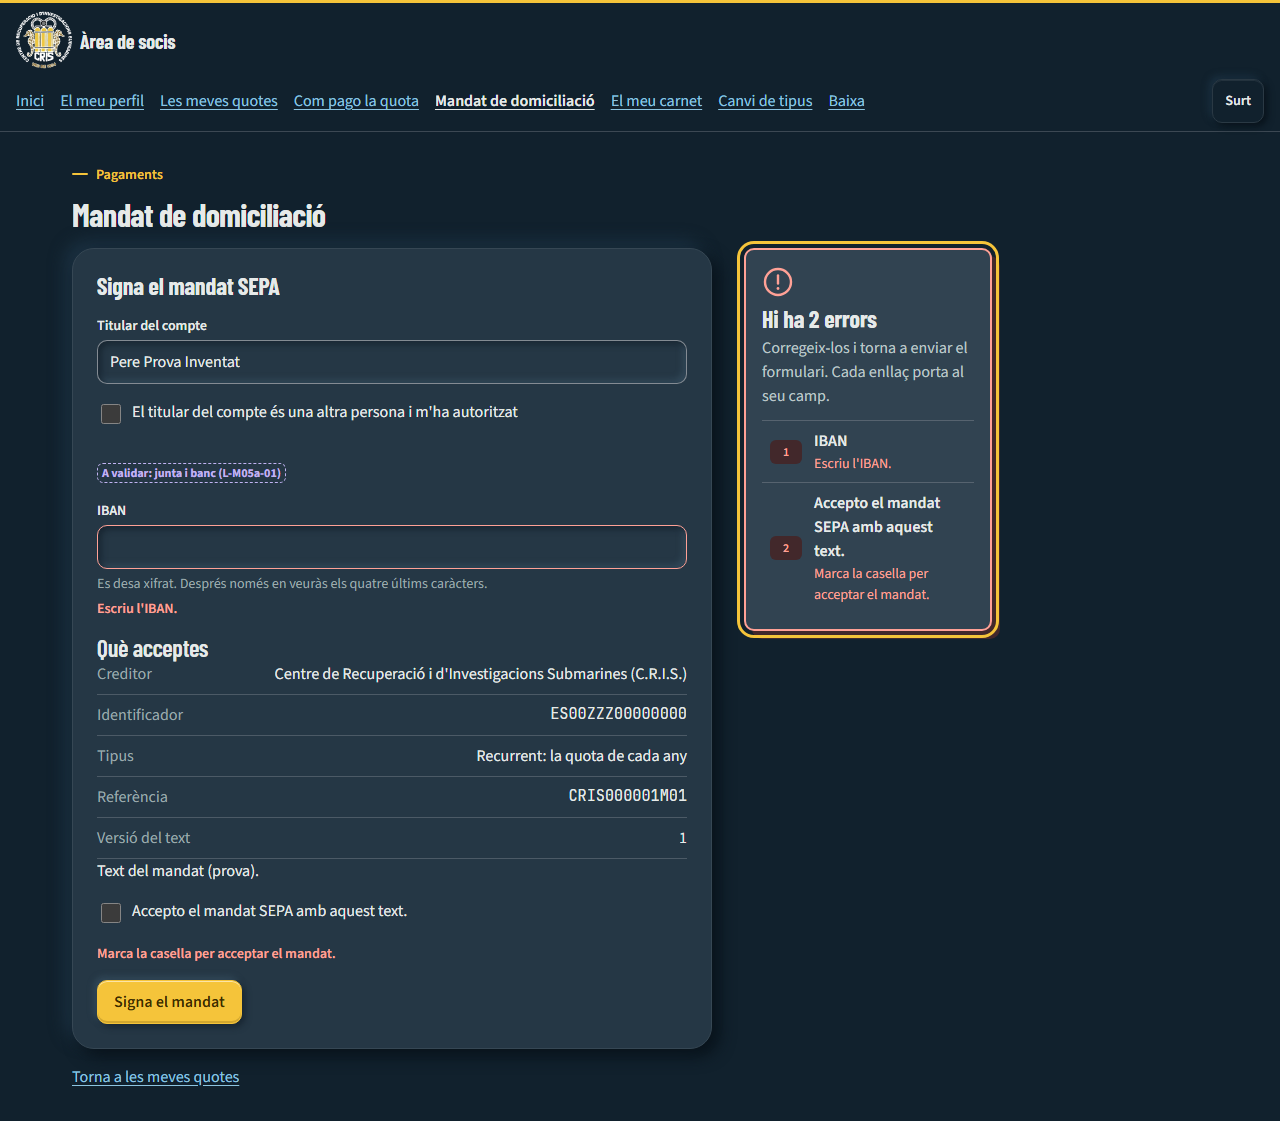 CRIS
Àrea de socis
Inici
El meu perfil
Les meves quotes
Com pago la quota
Mandat de domiciliació
El meu carnet
Canvi de tipus
Baixa
Surt
Pagaments
Mandat de domiciliació
Signa el mandat SEPA
Titular del compte
Pere Prova Inventat
El titular del compte és una altra persona i m'ha autoritzat
A validar: junta i banc (L-M05a-01)
IBAN
Es desa xifrat. Després només en veuràs els quatre últims caràcters.
Escriu l'IBAN.
Què acceptes
Creditor
Centre de Recuperació i d'Investigacions Submarines (C.R.I.S.)
Identificador
ES00ZZZ00000000
Tipus
Recurrent: la quota de cada any
Referència
CRIS000001M01
Versió del text
1
Text del mandat (prova).
Accepto el mandat SEPA amb aquest text.
Marca la casella per acceptar el mandat.
Signa el mandat
Torna a les meves quotes
Hi ha 2 errors
Corregeix-los i torna a enviar el
formulari. Cada enllaç porta al
seu camp.
1
IBAN
Escriu l'IBAN.
2
Accepto el mandat
SEPA amb aquest
text.
Marca la casella per
acceptar el mandat.